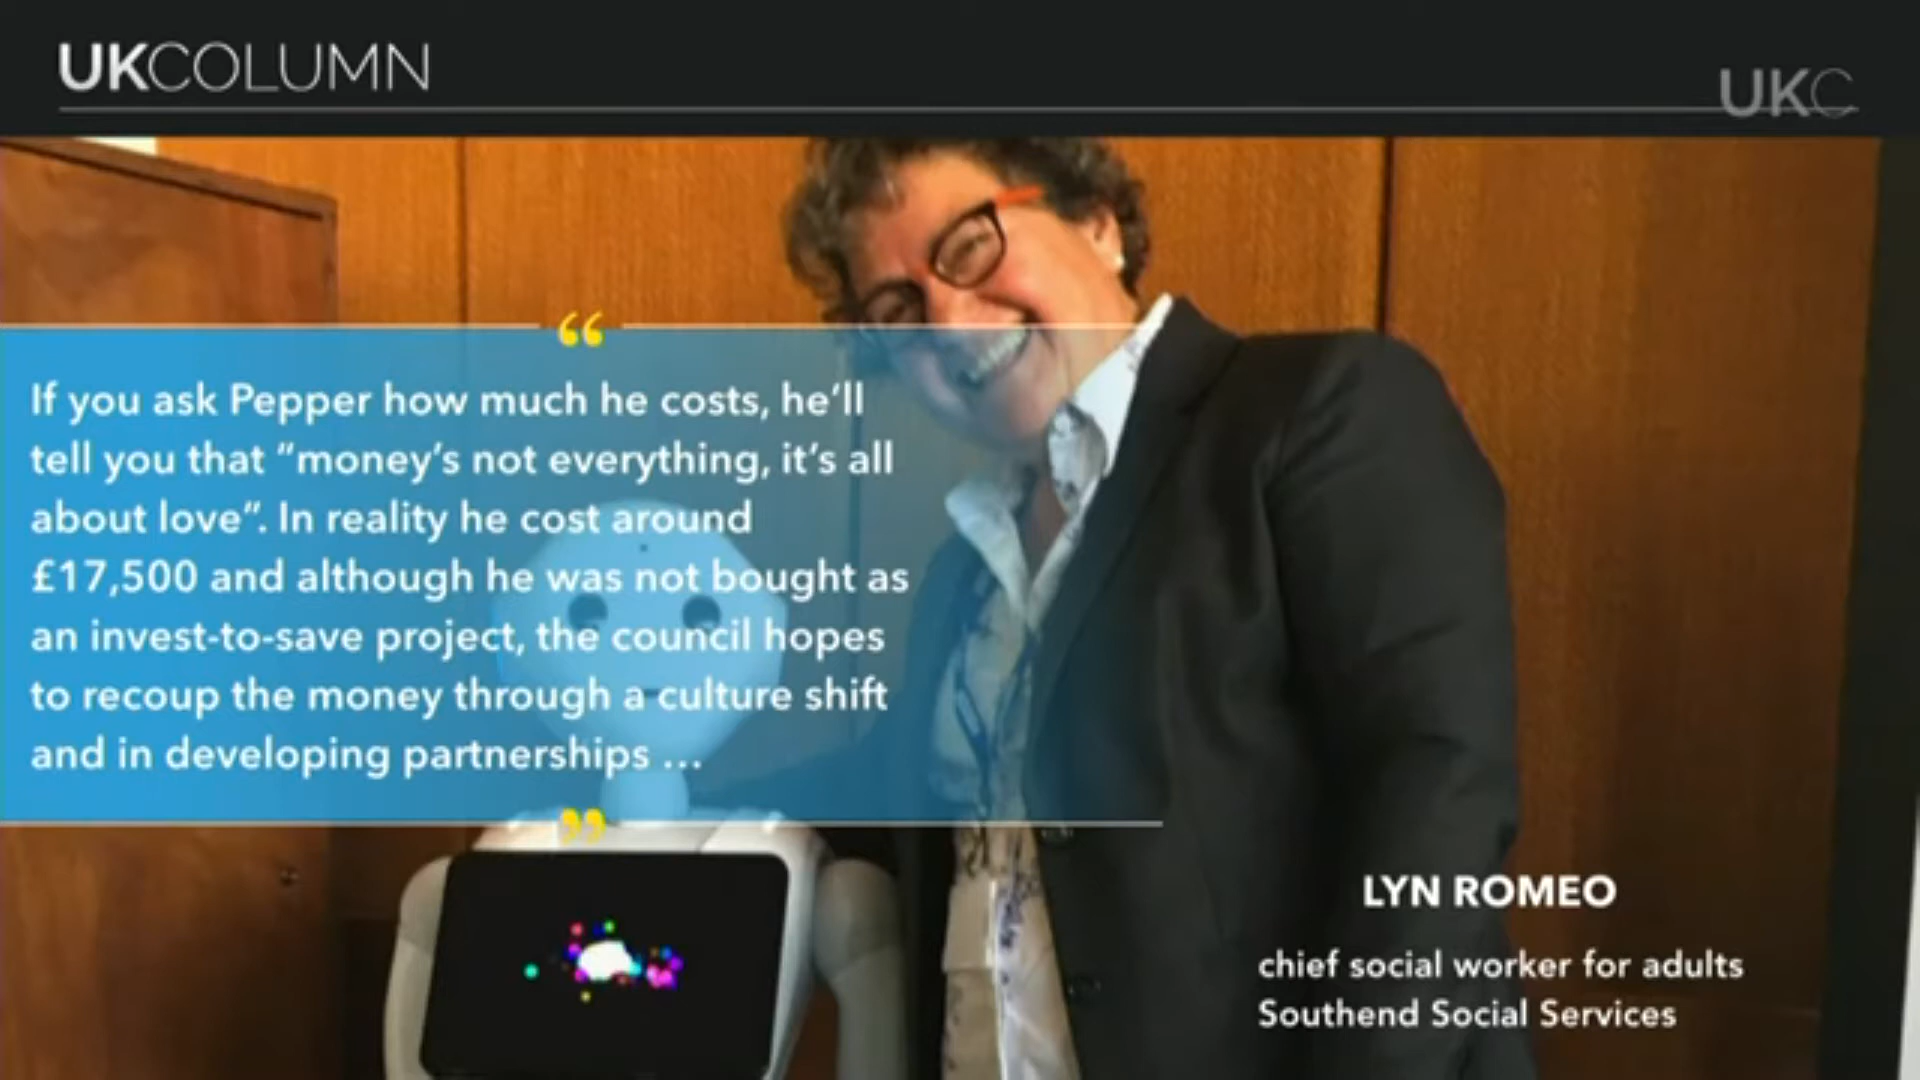 UKCOLUMN
UKC
“
If you ask Pepper how much he costs, he’ll
tell you that “money’s not everything, it’s all
about love”. In reality he cost around
£17,500 and although he was not bought as
an invest-to-save project, the council hopes
to recoup the money through a culture shift
and in developing partnerships ...
”
LYN ROMEO
chief social worker for adults
Southend Social Services